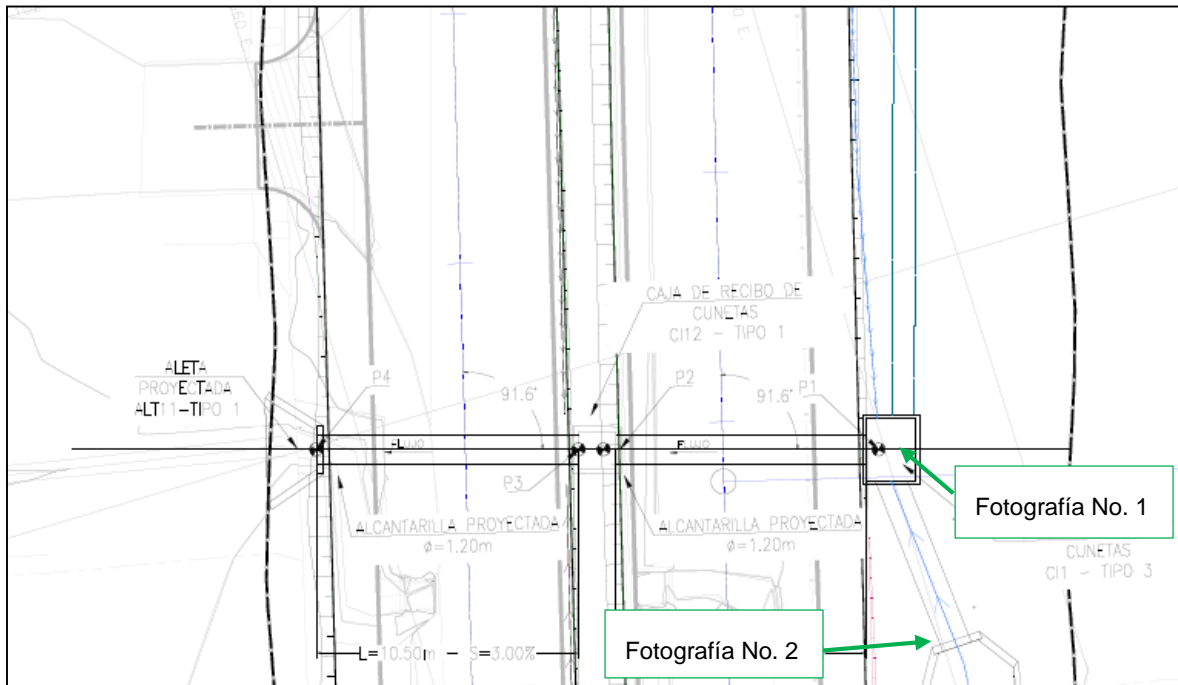 CAJA DE RECIBO DE
CUNETAS
CI12 - TIPO 1
ALETA
PROYECTADA
ALT11-TIPO 1
P4
91.6°
P2
91.6°
P1
P3
Fotografía No. 1
ALCANTARILLA PROYECTADA
ø=1.20m
ALCANTARILLA PROYECTADA
ø=1.20m
CUNETAS
CI1 - TIPO 3
Fotografía No. 2
L=10.50m - S=3.00%